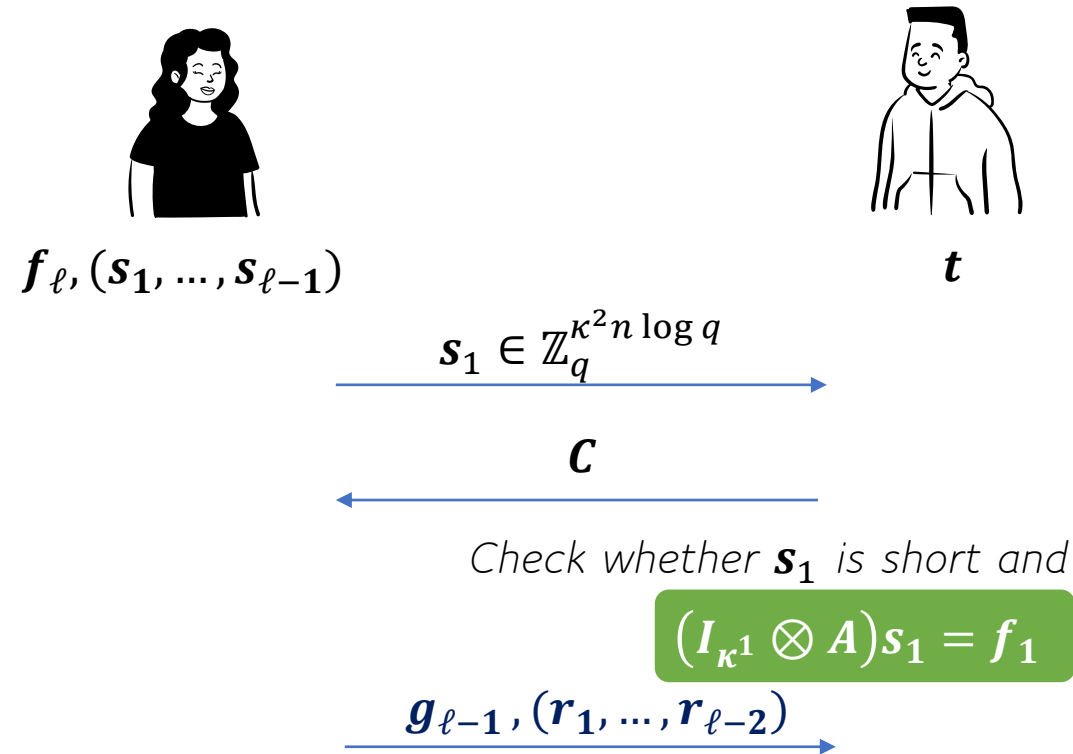 𝒇_ℓ, (𝒔_𝟏, … , 𝒔_{ℓ−𝟏})
𝒕
𝒔_1 ∈ ℤ_q^{κ^2 n log q}
𝑪
Check whether 𝒔_1 is short and
(𝑰_{κ^1} ⊗ 𝑨)𝒔_𝟏 = 𝒇_𝟏
𝒈_{ℓ−𝟏}, (𝒓_𝟏, … , 𝒓_{ℓ−𝟐})